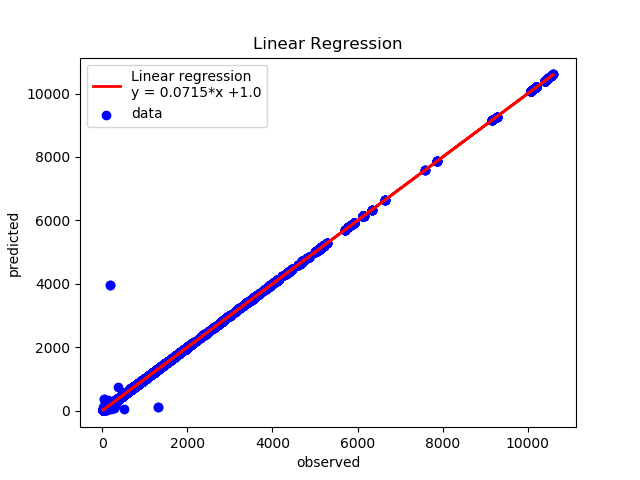 Linear Regression
Linear regression
y = 0.0715*x +1.0
data
10000
8000
6000
4000
2000
0
predicted
0 2000 4000 6000 8000 10000
observed